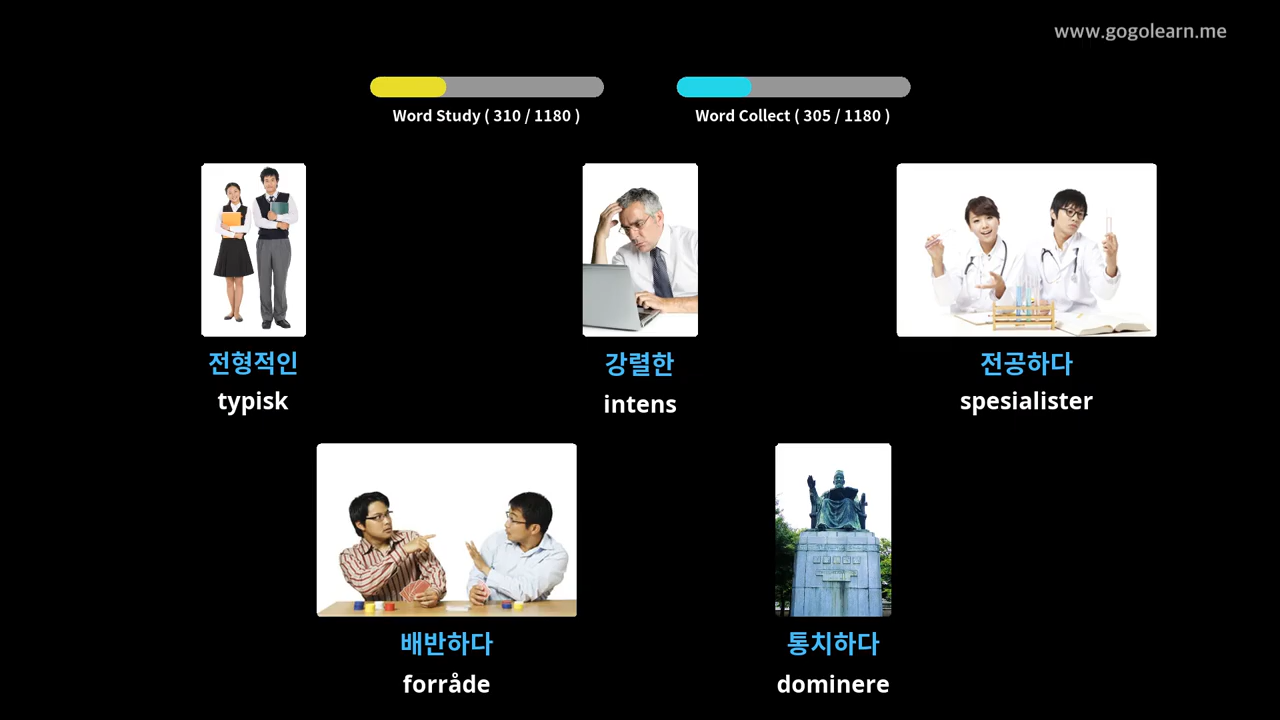 www.gogolearn.me
Word Study ( 310 / 1180 )
Word Collect ( 305 / 1180 )
전형적인
typisk
강렬한
intens
전공하다
spesialister
배반하다
forråde
통치하다
dominere